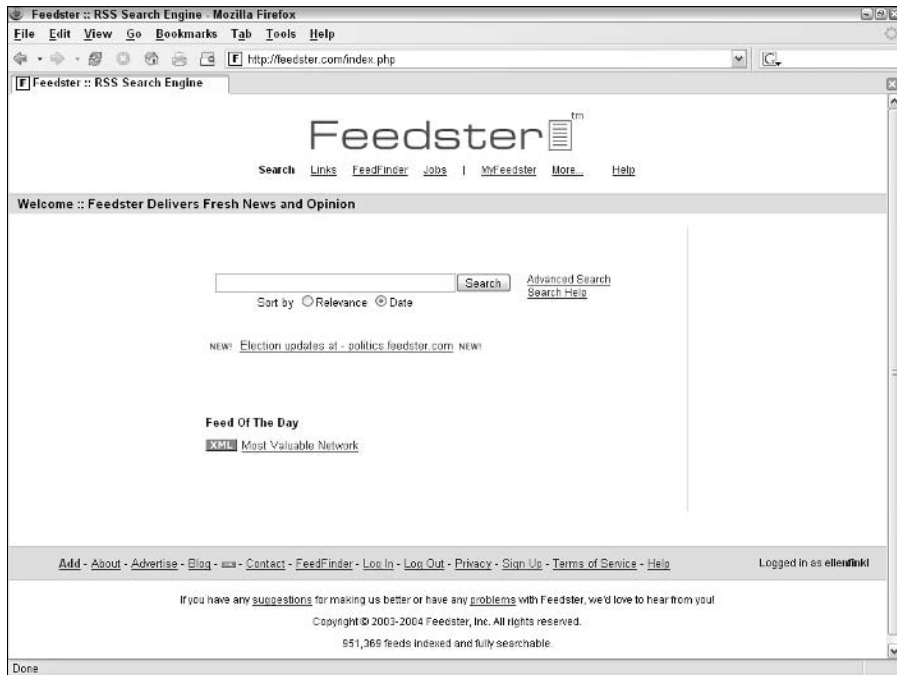 Feedster :: RSS Search Engine - Mozilla Firefox
File Edit View Go Bookmarks Tab Tools Help
F http://feedster.com/index.php G
F Feedster :: RSS Search Engine
Feedster tm
Search Links FeedFinder Jobs | MyFeedster More... Help
Welcome :: Feedster Delivers Fresh News and Opinion
Search Advanced Search
Search Help
Sort by Relevance Date
NEW! Election updates at - politics.feedster.com NEW!
Feed Of The Day
XML Most Valuable Network
Add - About - Advertise - Blog - - Contact - FeedFinder - Log In - Log Out - Privacy - Sign Up - Terms of Service - Help Logged in as ellenfinkl
If you have any suggestions for making us better or have any problems with Feedster, we'd love to hear from you!
Copyright © 2003-2004 Feedster, Inc. All rights reserved.
951,369 feeds indexed and fully searchable.
Done